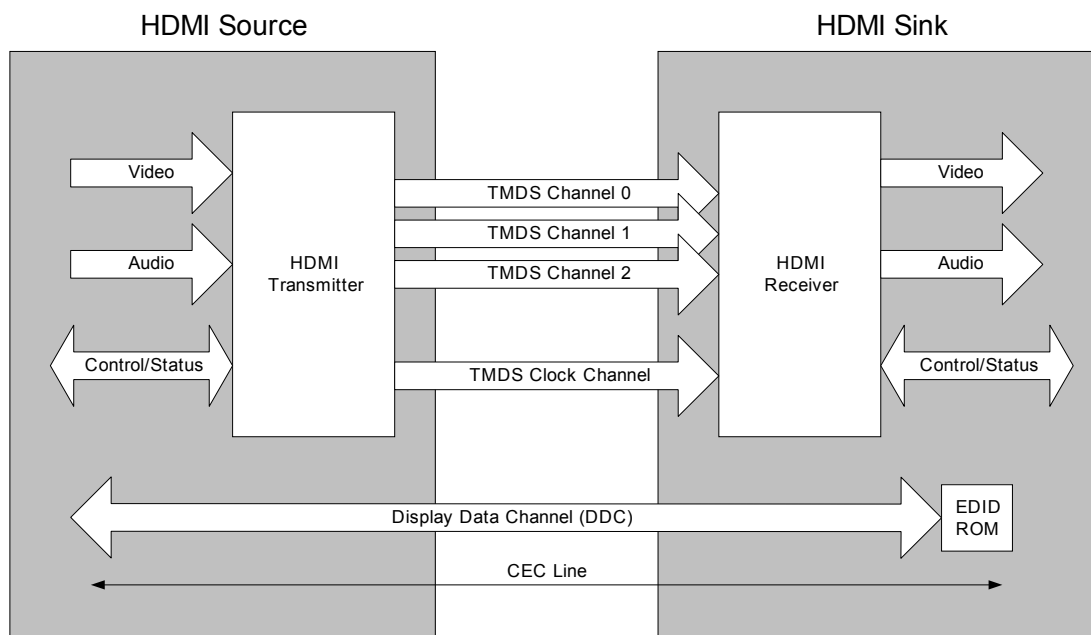 HDMI Source
HDMI Sink
Video
Audio
Control/Status
HDMI
Transmitter
TMDS Channel 0
TMDS Channel 1
TMDS Channel 2
TMDS Clock Channel
HDMI
Receiver
Video
Audio
Control/Status
Display Data Channel (DDC)
EDID
ROM
CEC Line